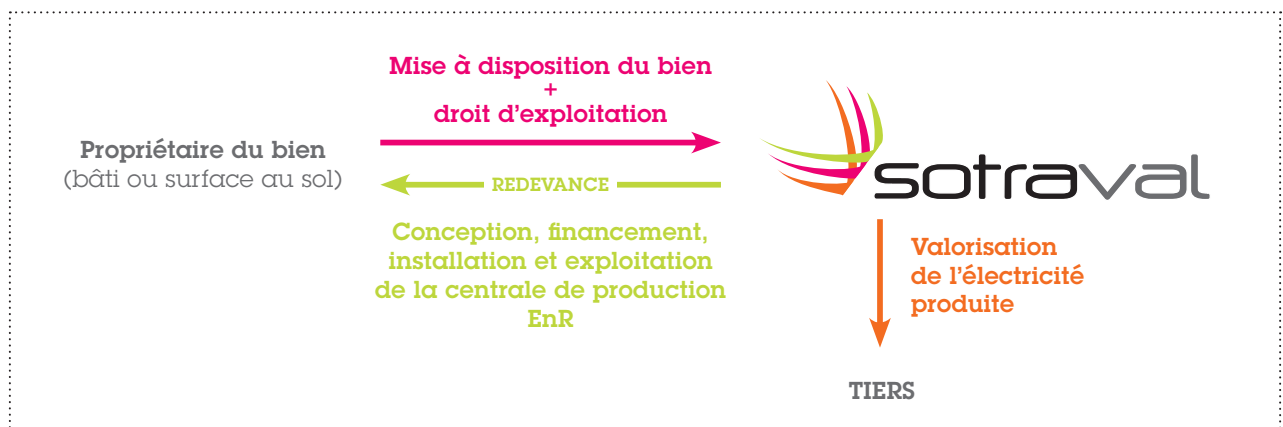 Mise à disposition du bien
+
droit d'exploitation
Propriétaire du bien
(bâti ou surface au sol)
REDEVANCE
sotraval
Conception, financement,
installation et exploitation
de la centrale de production
EnR
Valorisation
de l'électricité
produite
TIERS